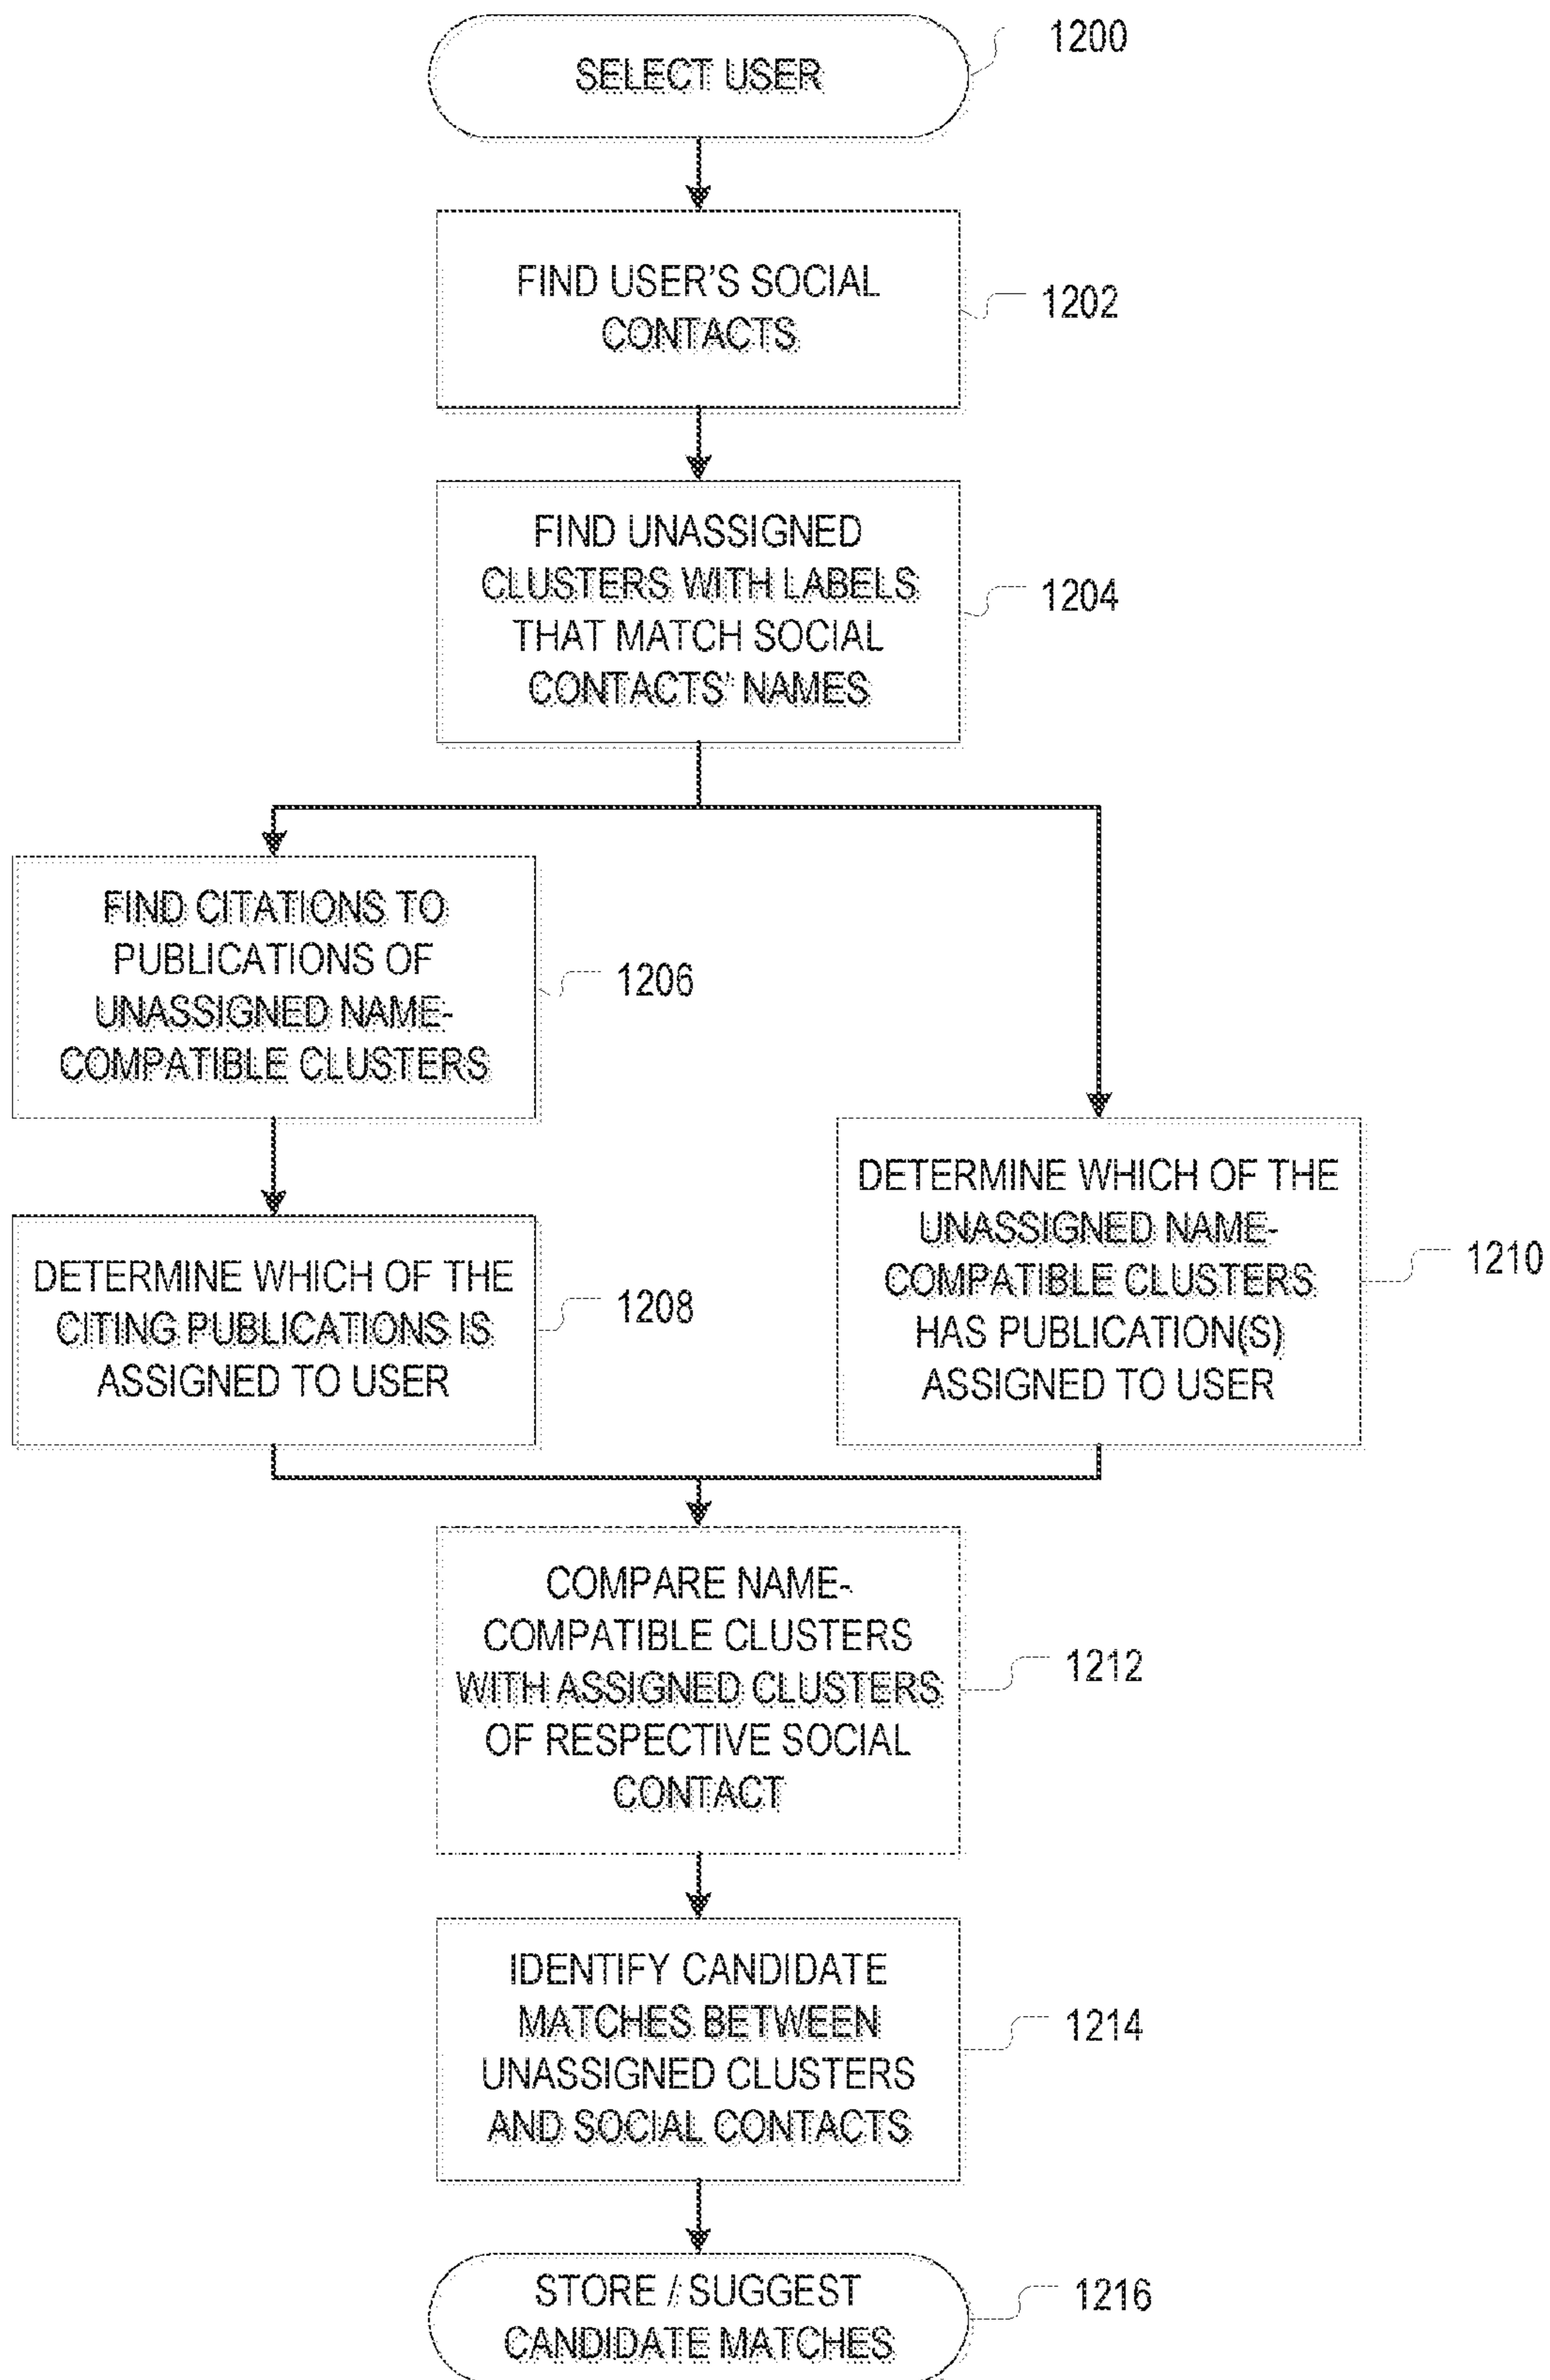 SELECT USER
1200
FIND USER'S SOCIAL
CONTACTS
1202
FIND UNASSIGNED
CLUSTERS WITH LABELS
THAT MATCH SOCIAL
CONTACTS' NAMES
1204
FIND CITATIONS TO
PUBLICATIONS OF
UNASSIGNED NAME-
COMPATIBLE CLUSTERS
1206
DETERMINE WHICH OF THE
CITING PUBLICATIONS IS
ASSIGNED TO USER
1208
DETERMINE WHICH OF THE
UNASSIGNED NAME-
COMPATIBLE CLUSTERS
HAS PUBLICATION(S)
ASSIGNED TO USER
1210
COMPARE NAME-
COMPATIBLE CLUSTERS
WITH ASSIGNED CLUSTERS
OF RESPECTIVE SOCIAL
CONTACT
1212
IDENTIFY CANDIDATE
MATCHES BETWEEN
UNASSIGNED CLUSTERS
AND SOCIAL CONTACTS
1214
STORE / SUGGEST
CANDIDATE MATCHES
1216